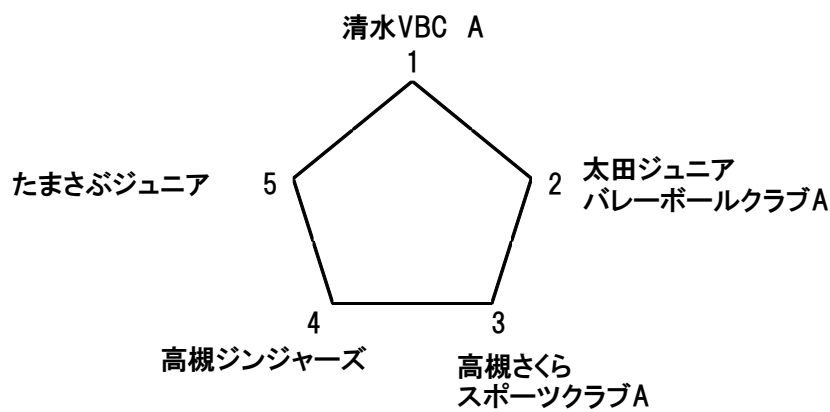 清水VBC A
1
たまさぶジュニア
5
2
太田ジュニア
バレーボールクラブA
4
3
高槻ジンジャーズ
高槻さくら
スポーツクラブA